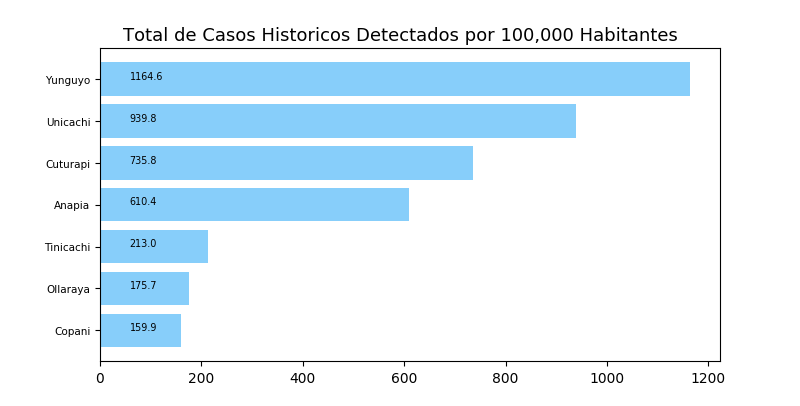 Total de Casos Historicos Detectados por 100,000 Habitantes
Yunguyo 1164.6
Unicachi 939.8
Cuturapi 735.8
Anapia 610.4
Tinicachi 213.0
Ollaraya 175.7
Copani 159.9
0 200 400 600 800 1000 1200